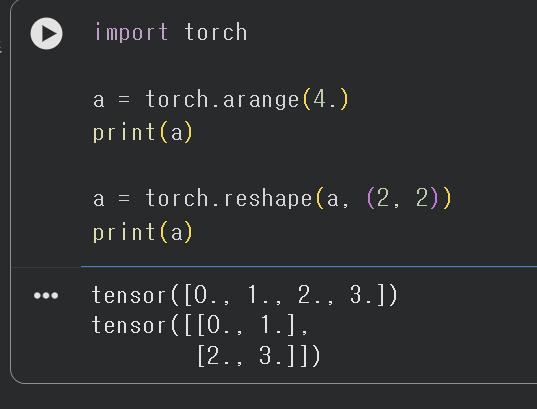 import torch
a = torch.arange(4.)
print(a)
a = torch.reshape(a, (2, 2))
print(a)
tensor([0., 1., 2., 3.])
tensor([[0., 1.],
        [2., 3.]])